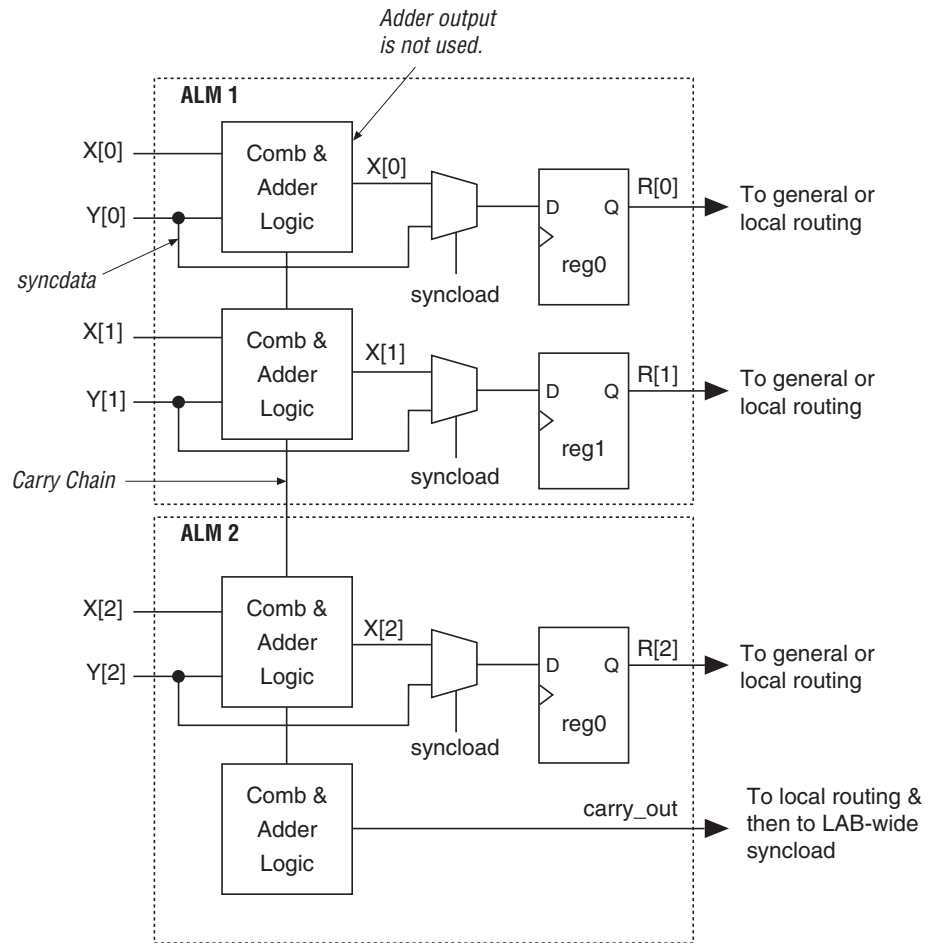 Adder output
is not used.
ALM 1
X[0]
Comb &
Adder
Logic
X[0]
Y[0]
syncdata
syncload
D Q
reg0
R[0]
To general or
local routing
X[1]
Comb &
Adder
Logic
X[1]
Y[1]
syncload
D Q
reg1
R[1]
To general or
local routing
Carry Chain
ALM 2
X[2]
Comb &
Adder
Logic
X[2]
Y[2]
syncload
D Q
reg0
R[2]
To general or
local routing
Comb &
Adder
Logic
carry_out
To local routing &
then to LAB-wide
syncload